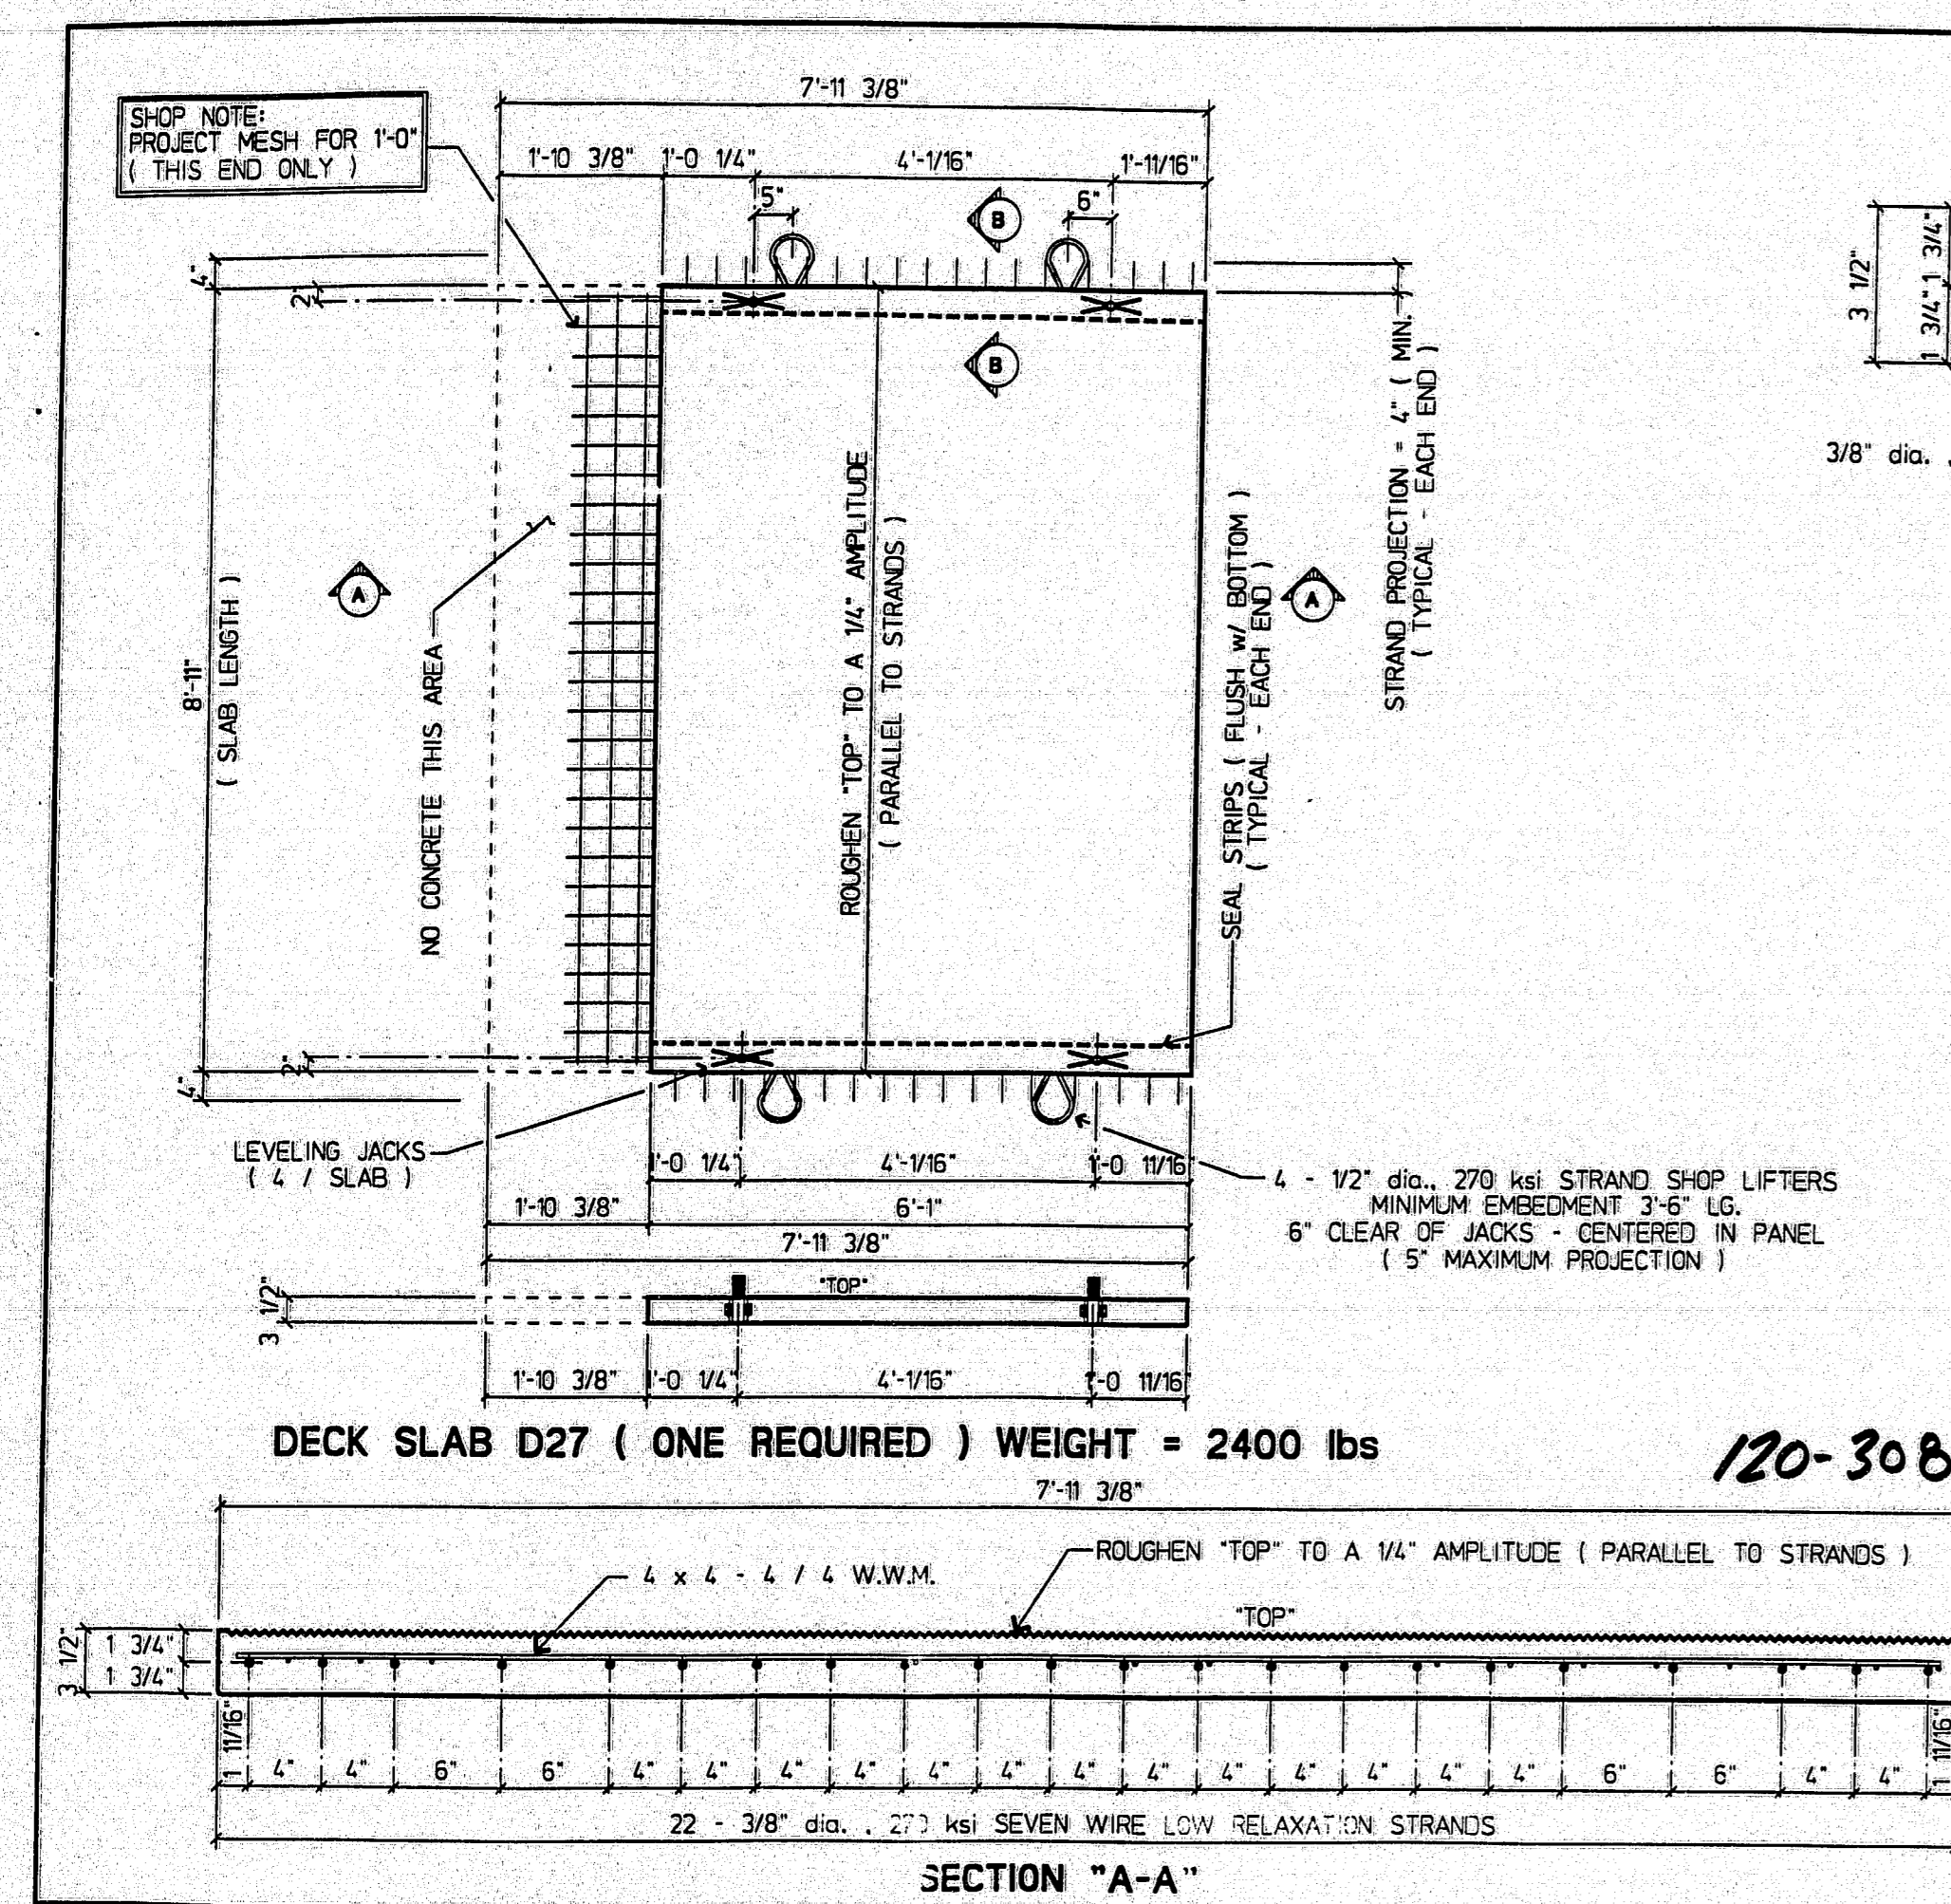 SHOP NOTE:
PROJECT MESH FOR 1'-0"
( THIS END ONLY )
7'-11 3/8"
1'-10 3/8" 1'-0 1/4" 4'-1/16" 1'-11/16"
5" 6"
B
B
4"
2"
8'-11"
( SLAB LENGTH )
A
NO CONCRETE THIS AREA
ROUGHEN "TOP" TO A 1/4" AMPLITUDE
( PARALLEL TO STRANDS )
SEAL STRIPS ( FLUSH w/ BOTTOM )
( TYPICAL - EACH END )
A
STRAND PROJECTION = 4" ( MIN. )
( TYPICAL - EACH END )
3 1/2"
1 3/4" 1 3/4"
3/8" dia.
2"
4"
LEVELING JACKS
( 4 / SLAB )
1'-0 1/4" 4'-1/16" 1'-0 11/16"
1'-10 3/8" 6'-1"
7'-11 3/8"
4 - 1/2" dia., 270 ksi STRAND SHOP LIFTERS
MINIMUM EMBEDMENT 3'-6" LG.
6" CLEAR OF JACKS - CENTERED IN PANEL
( 5" MAXIMUM PROJECTION )
"TOP"
3 1/2"
1'-10 3/8" 1'-0 1/4" 4'-1/16" 1'-0 11/16"
DECK SLAB D27 ( ONE REQUIRED ) WEIGHT = 2400 lbs
120-308
7'-11 3/8"
ROUGHEN "TOP" TO A 1/4" AMPLITUDE ( PARALLEL TO STRANDS )
4 x 4 - 4 / 4 W.W.M.
"TOP"
3 1/2"
1 3/4"
1 3/4"
1 11/16" 4" 4" 6" 6" 4" 4" 4" 4" 4" 4" 4" 4" 4" 4" 4" 4" 4" 6" 6" 4" 4" 1 11/16"
22 - 3/8" dia. , 270 ksi SEVEN WIRE LOW RELAXATION STRANDS
SECTION "A-A"